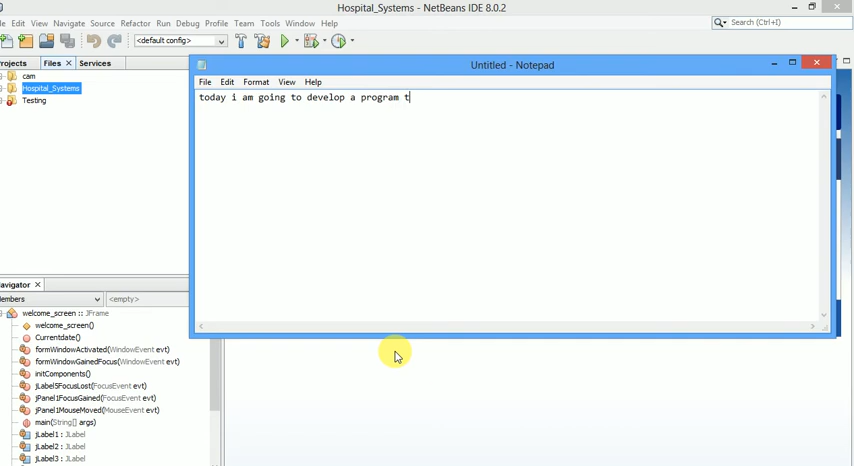 Hospital_Systems - NetBeans IDE 8.0.2
File Edit View Navigate Source Refactor Run Debug Profile Team Tools Window Help
Search (Ctrl+I)
<default config>
Projects Files Services
cam
Hospital_Systems
Testing
Untitled - Notepad
File Edit Format View Help
today i am going to develop a program t
Navigator
Members <empty>
welcome_screen :: JFrame
welcome_screen()
Currentdate()
formWindowActivated(WindowEvent evt)
formWindowGainedFocus(WindowEvent evt)
initComponents()
jLabel5FocusLost(FocusEvent evt)
jPanel1FocusGained(FocusEvent evt)
jPanel1MouseMoved(MouseEvent evt)
main(String[] args)
jLabel1 : JLabel
jLabel2 : JLabel
jLabel3 : JLabel